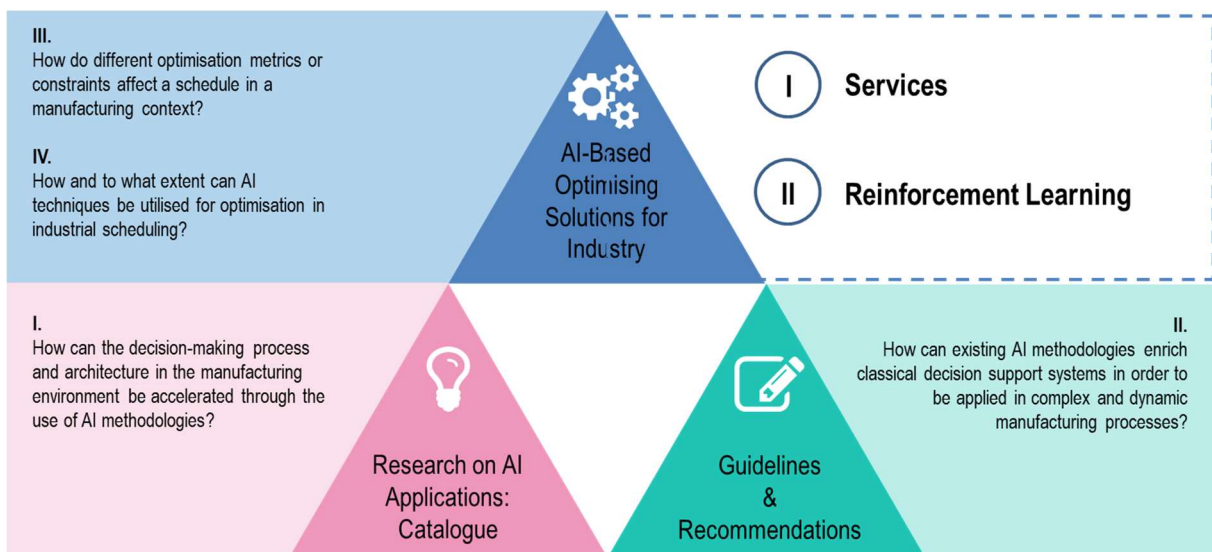 III.
How do different optimisation metrics or
constraints affect a schedule in a
manufacturing context?
IV.
How and to what extent can AI
techniques be utilised for optimisation in
industrial scheduling?
AI-Based
Optimising
Solutions for
Industry
I
Services
II
Reinforcement Learning
I.
How can the decision-making process
and architecture in the manufacturing
environment be accelerated through the
use of AI methodologies?
Research on AI
Applications:
Catalogue
Guidelines
&
Recommendations
II.
How can existing AI methodologies enrich
classical decision support systems in order to
be applied in complex and dynamic
manufacturing processes?